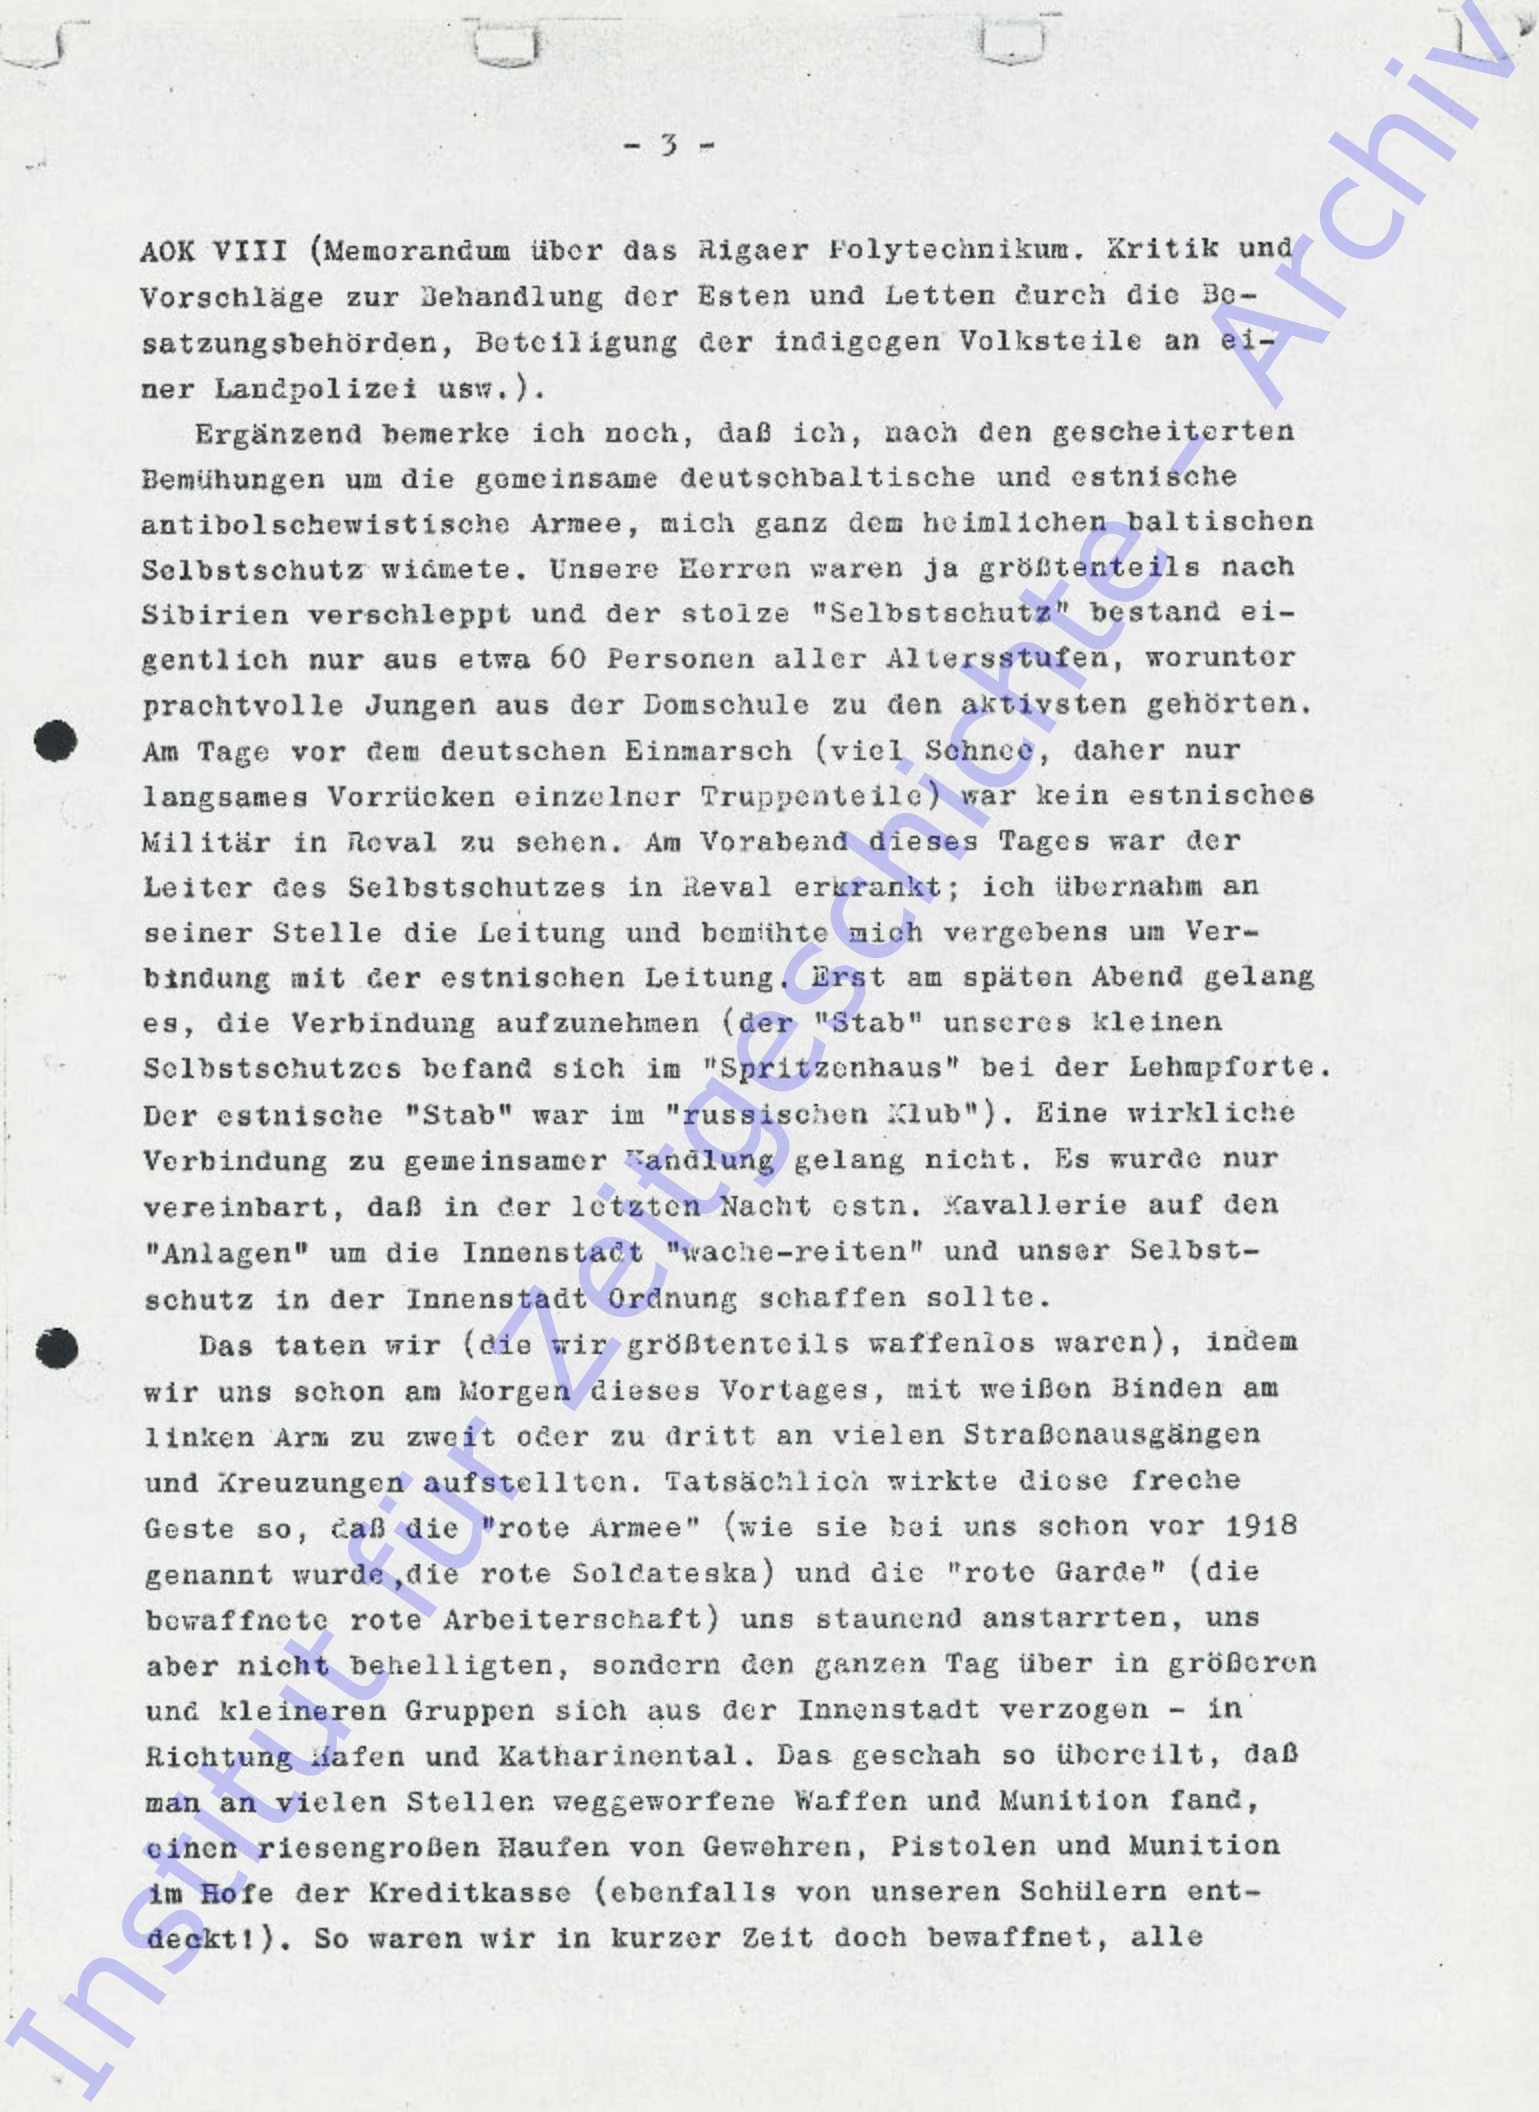 - 3 -
AOK VIII (Memorandum über das Rigaer Polytechnikum. Kritik und
Vorschläge zur Behandlung der Esten und Letten durch die Be-
satzungsbehörden, Beteiligung der indigegen Volksteile an ei-
ner Landpolizei usw.).
Ergänzend bemerke ich noch, daß ich, nach den gescheiterten
Bemühungen um die gemeinsame deutschbaltische und estnische
antibolschewistische Armee, mich ganz dem heimlichen baltischen
Selbstschutz widmete. Unsere Herren waren ja größtenteils nach
Sibirien verschleppt und der stolze "Selbstschutz" bestand ei-
gentlich nur aus etwa 60 Personen aller Altersstufen, worunter
prachtvolle Jungen aus der Domschule zu den aktivsten gehörten.
Am Tage vor dem deutschen Einmarsch (viel Schnee, daher nur
langsames Vorrücken einzelner Truppenteile) war kein estnisches
Militär in Reval zu sehen. Am Vorabend dieses Tages war der
Leiter des Selbstschutzes in Reval erkrankt; ich übernahm an
seiner Stelle die Leitung und bemühte mich vergebens um Ver-
bindung mit der estnischen Leitung. Erst am späten Abend gelang
es, die Verbindung aufzunehmen (der "Stab" unseres kleinen
Selbstschutzes befand sich im "Spritzenhaus" bei der Lehmpforte.
Der estnische "Stab" war im "russischen Klub"). Eine wirkliche
Verbindung zu gemeinsamer Handlung gelang nicht. Es wurde nur
vereinbart, daß in der letzten Nacht estn. Kavallerie auf den
"Anlagen" um die Innenstadt "wache-reiten" und unser Selbst-
schutz in der Innenstadt Ordnung schaffen sollte.
Das taten wir (die wir größtenteils waffenlos waren), indem
wir uns schon am Morgen dieses Vortages, mit weißen Binden am
linken Arm zu zweit oder zu dritt an vielen Straßenausgängen
und Kreuzungen aufstellten. Tatsächlich wirkte diese freche
Geste so, daß die "rote Armee" (wie sie bei uns schon vor 1918
genannt wurde,die rote Soldateska) und die "rote Garde" (die
bewaffnete rote Arbeiterschaft) uns staunend anstarrten, uns
aber nicht behelligten, sondern den ganzen Tag über in größeren
und kleineren Gruppen sich aus der Innenstadt verzogen - in
Richtung Hafen und Katharinental. Das geschah so übereilt, daß
man an vielen Stellen weggeworfene Waffen und Munition fand,
einen riesengroßen Haufen von Gewehren, Pistolen und Munition
im Hofe der Kreditkasse (ebenfalls von unseren Schülern ent-
deckt!). So waren wir in kurzer Zeit doch bewaffnet, alle
Institut für Zeitgeschichte - Archiv